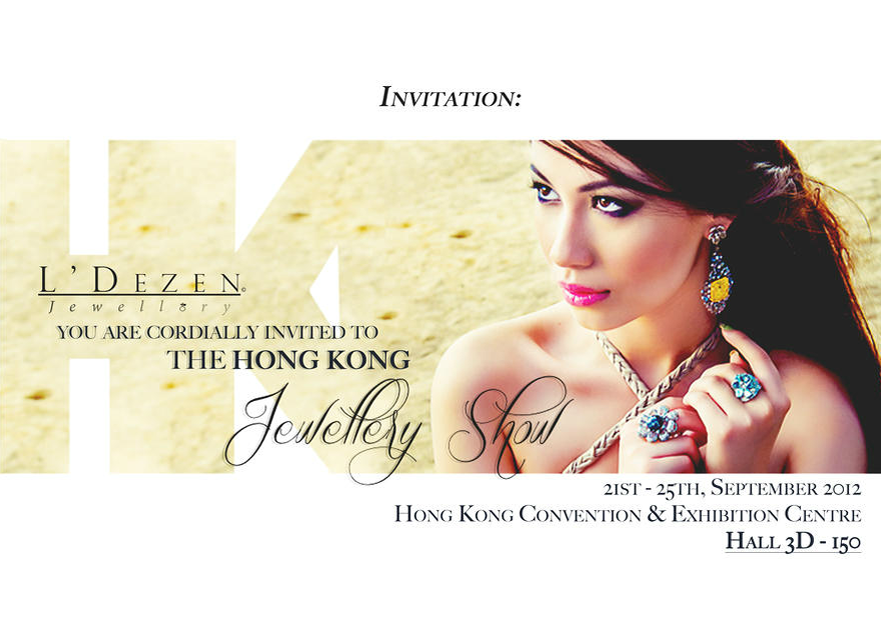 INVITATION:
HK
L'DEZEN®
Jewellery
YOU ARE CORDIALLY INVITED TO
THE HONG KONG
Jewellery Show
21ST - 25TH, SEPTEMBER 2012
HONG KONG CONVENTION & EXHIBITION CENTRE
HALL 3D - 150